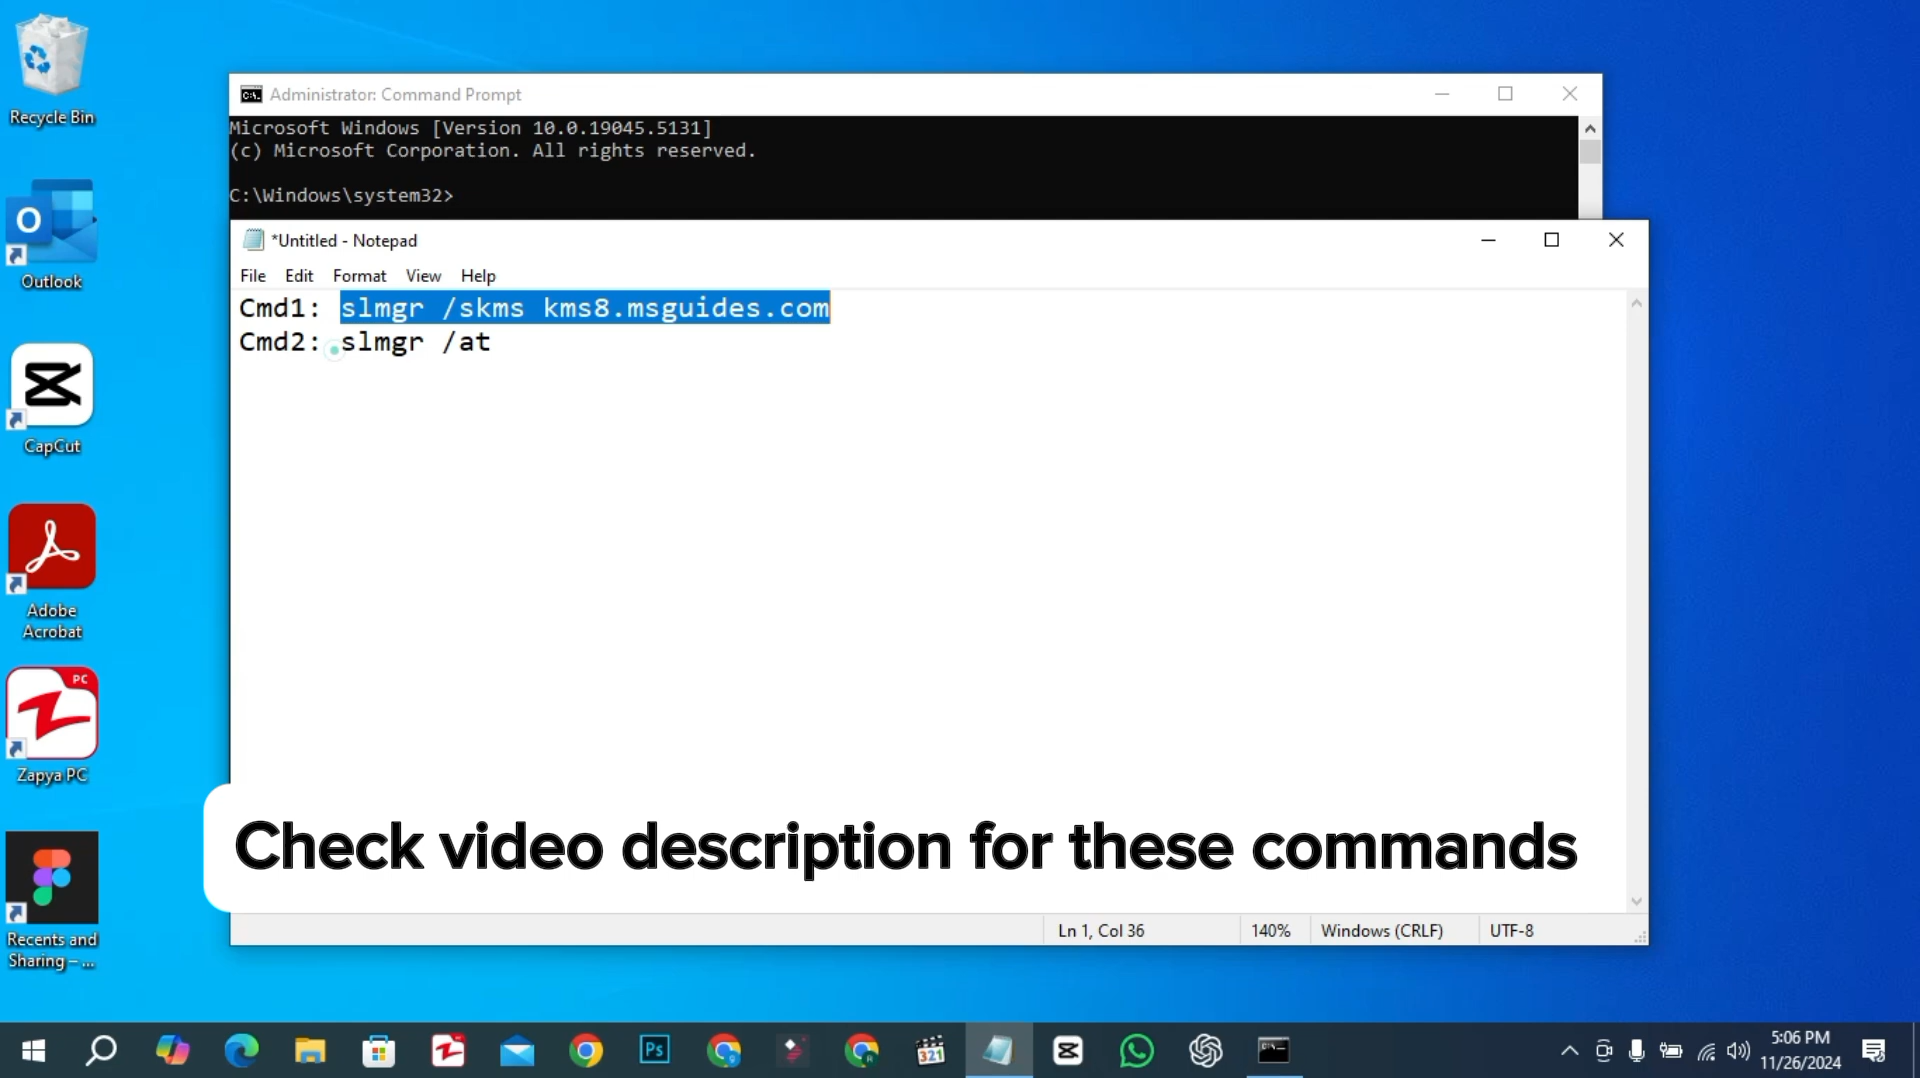 Recycle Bin
Outlook
CapCut
Adobe
Acrobat
PC
Zapya PC
Recents and
Sharing – ...
Administrator: Command Prompt
Microsoft Windows [Version 10.0.19045.5131]
(c) Microsoft Corporation. All rights reserved.
C:\Windows\system32>
*Untitled - Notepad
File Edit Format View Help
Cmd1: slmgr /skms kms8.msguides.com
Cmd2: slmgr /at
Check video description for these commands
Ln 1, Col 36 140% Windows (CRLF) UTF-8
Ps
321
5:06 PM
11/26/2024